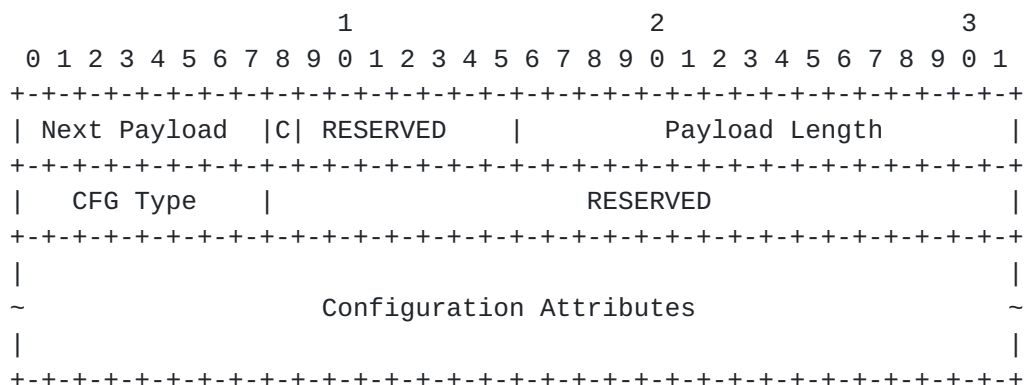 1                   2                   3
 0 1 2 3 4 5 6 7 8 9 0 1 2 3 4 5 6 7 8 9 0 1 2 3 4 5 6 7 8 9 0 1
+-+-+-+-+-+-+-+-+-+-+-+-+-+-+-+-+-+-+-+-+-+-+-+-+-+-+-+-+-+-+-+-+
| Next Payload  |C| RESERVED    |         Payload Length        |
+-+-+-+-+-+-+-+-+-+-+-+-+-+-+-+-+-+-+-+-+-+-+-+-+-+-+-+-+-+-+-+-+
|   CFG Type    |                    RESERVED                   |
+-+-+-+-+-+-+-+-+-+-+-+-+-+-+-+-+-+-+-+-+-+-+-+-+-+-+-+-+-+-+-+-+
|                                                               |
~                   Configuration Attributes                    ~
|                                                               |
+-+-+-+-+-+-+-+-+-+-+-+-+-+-+-+-+-+-+-+-+-+-+-+-+-+-+-+-+-+-+-+-+